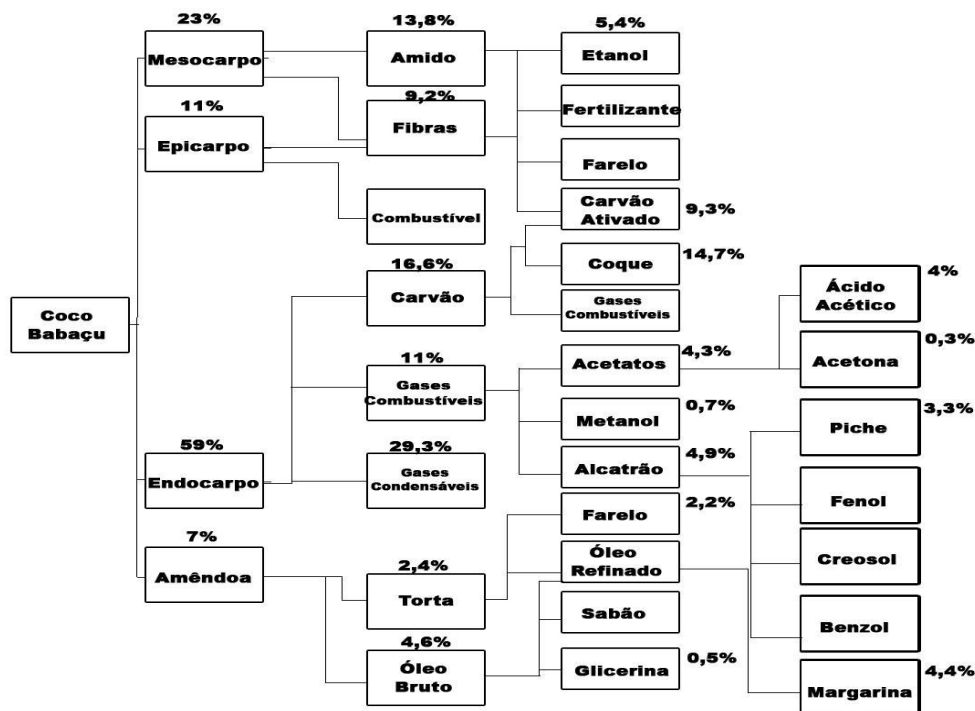 23%
Mesocarpo
11%
Epicarpo
Coco
Babaçu
59%
Endocarpo
7%
Amêndoa
13,8%
Amido
9,2%
Fibras
Combustível
16,6%
Carvão
11%
Gases
Combustíveis
29,3%
Gases
Condensáveis
2,4%
Torta
4,6%
Óleo
Bruto
5,4%
Etanol
Fertilizante
Farelo
Carvão
Ativado
9,3%
Coque
14,7%
Gases
Combustíveis
Acetatos
4,3%
Metanol
0,7%
Alcatrão
4,9%
Farelo
2,2%
Óleo
Refinado
Sabão
Glicerina
0,5%
Ácido
Acético
4%
Acetona
0,3%
Piche
3,3%
Fenol
Creosol
Benzol
Margarina
4,4%